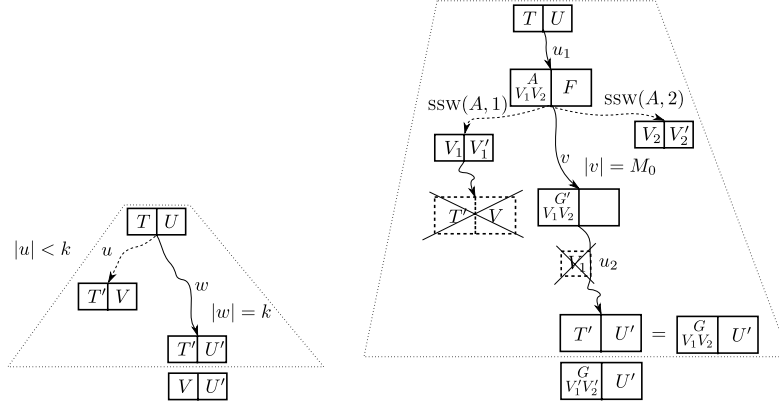 T U
|u| < k
u
T' V
w
|w| = k
T' U'
V U'
T U
u₁
A
V₁V₂
F
ssw(A, 1)
ssw(A, 2)
V₁ V₁'
V₂ V₂'
v
|v| = M₀
T' V
G'
V₁V₂
V₁
u₂
T' U'
=
G
V₁V₂
U'
G
V₁'V₂'
U'